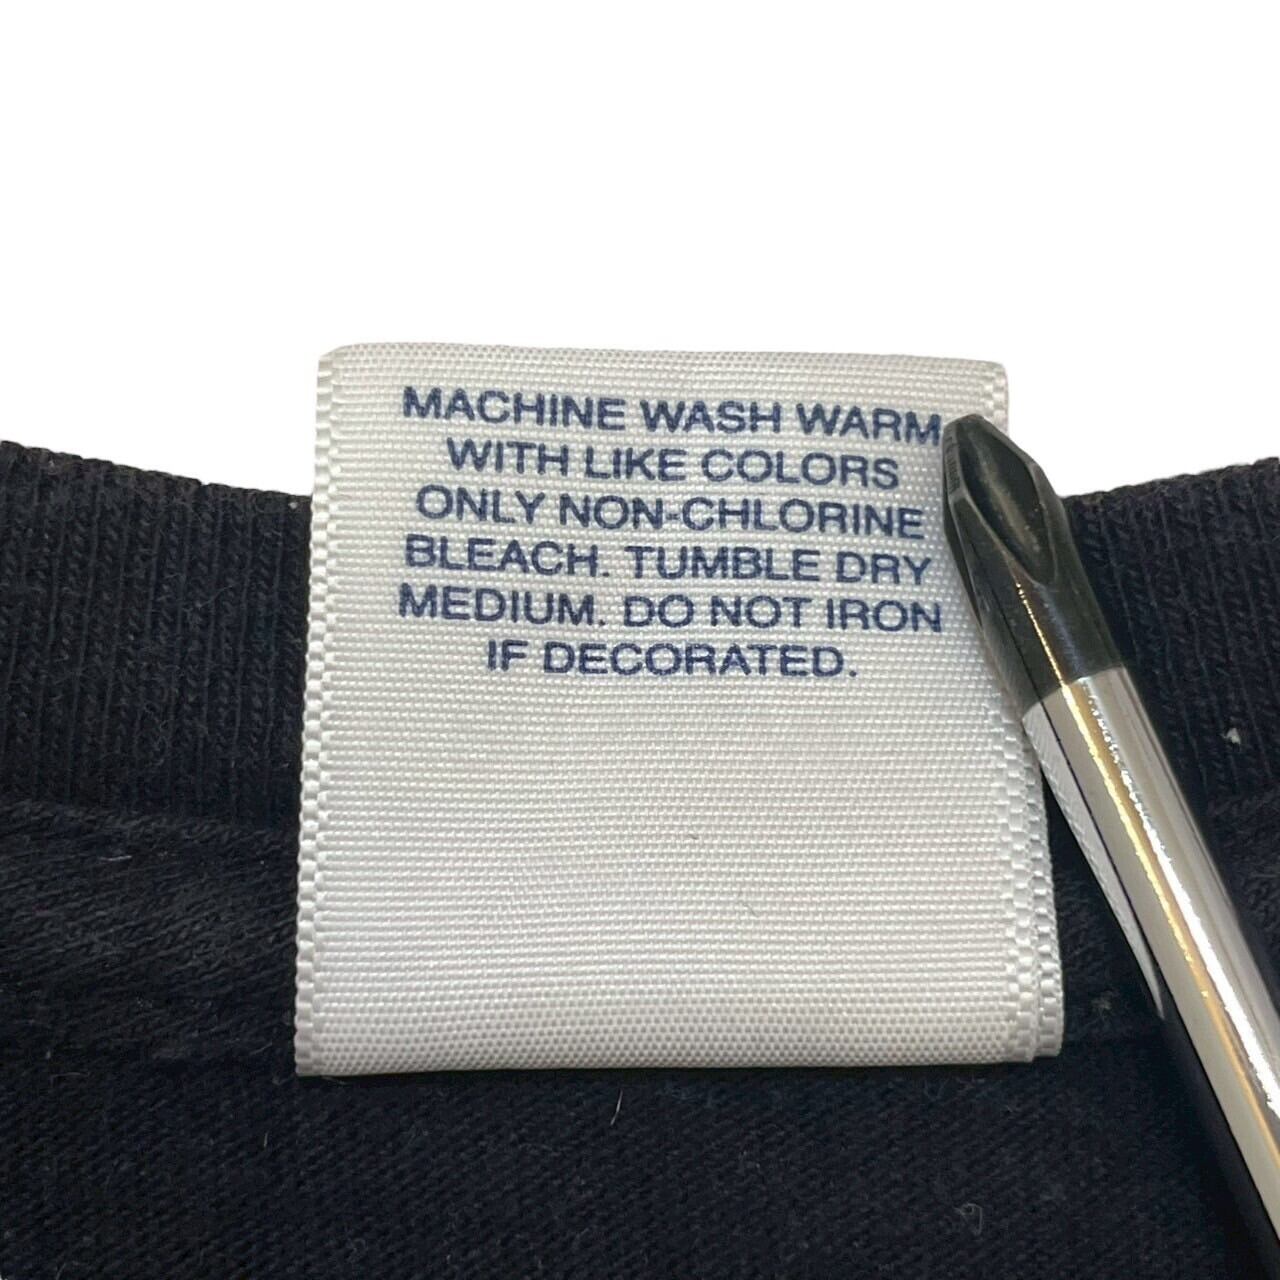 MACHINE WASH WARM
WITH LIKE COLORS
ONLY NON-CHLORINE
BLEACH. TUMBLE DRY
MEDIUM. DO NOT IRON
IF DECORATED.